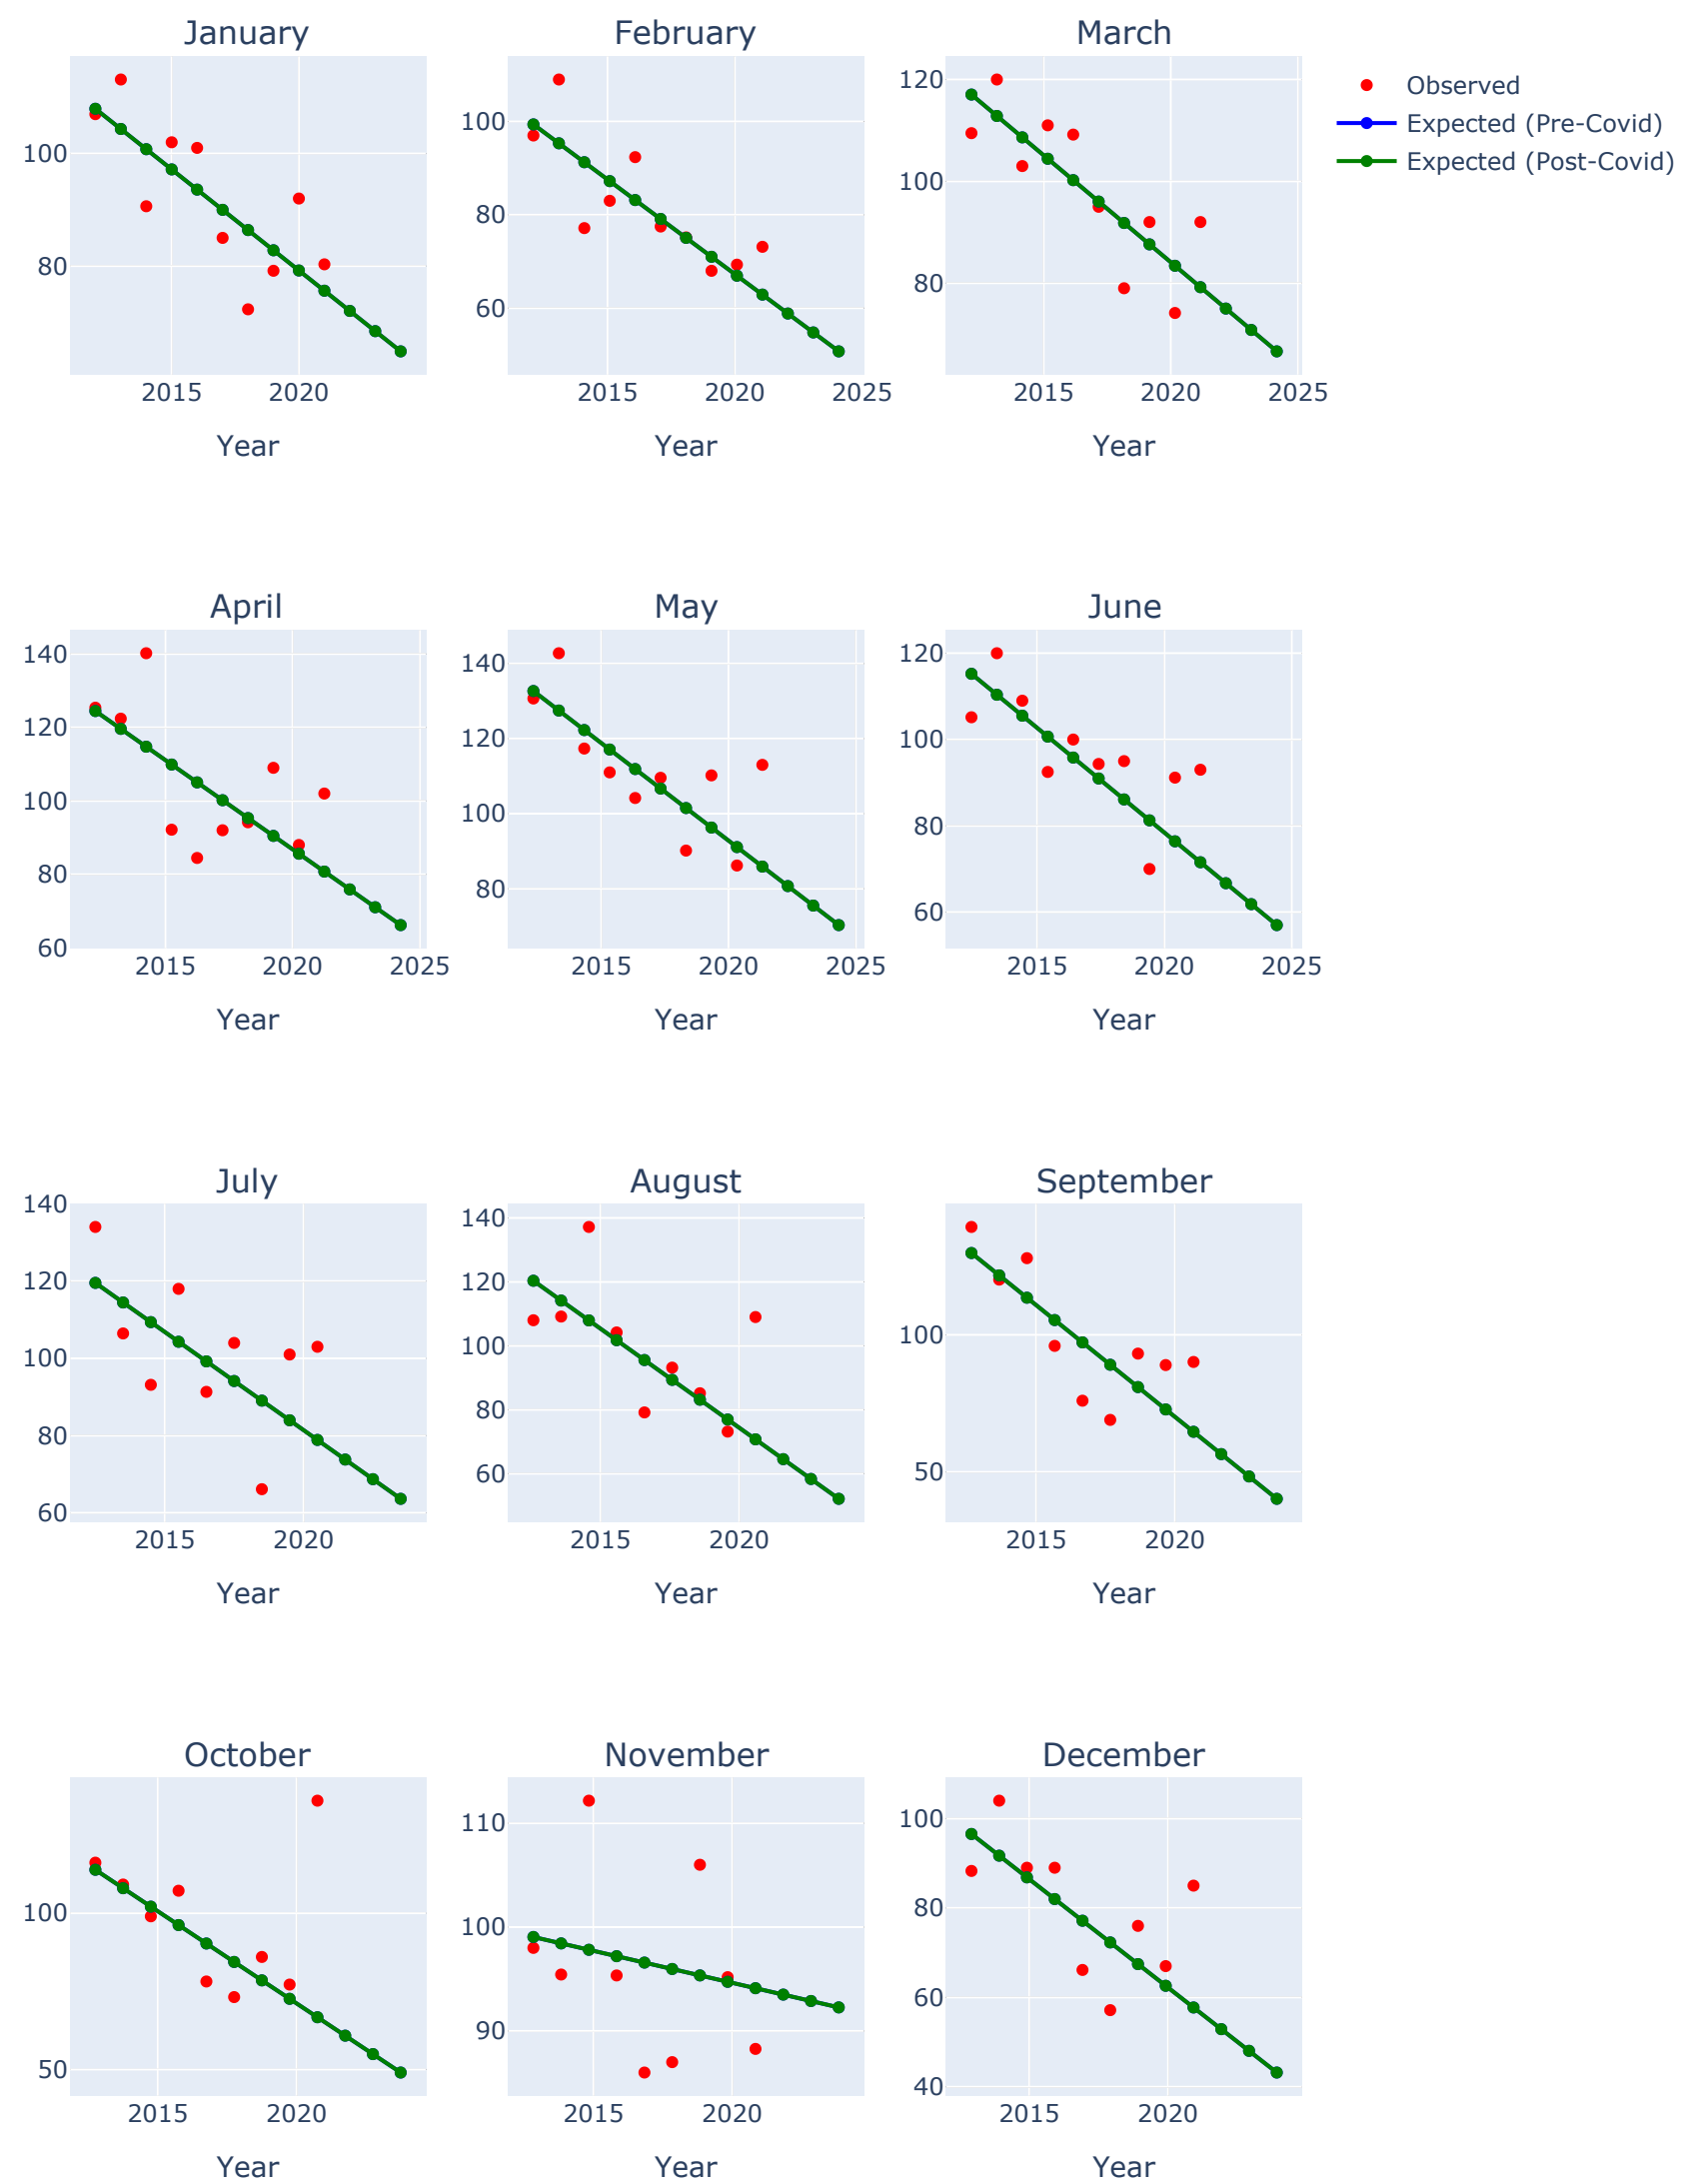 January
February
March
100
80
2015
2020
Year
100
80
60
2015
2020
2025
Year
120
100
80
2015
2020
2025
Year
Observed
Expected (Pre-Covid)
Expected (Post-Covid)
April
May
June
140
120
100
80
60
2015
2020
2025
Year
140
120
100
80
2015
2020
2025
Year
120
100
80
60
2015
2020
2025
Year
July
August
September
140
120
100
80
60
2015
2020
Year
140
120
100
80
60
2015
2020
Year
100
50
2015
2020
Year
October
November
December
100
50
2015
2020
Year
110
100
90
2015
2020
Year
100
80
60
40
2015
2020
Year